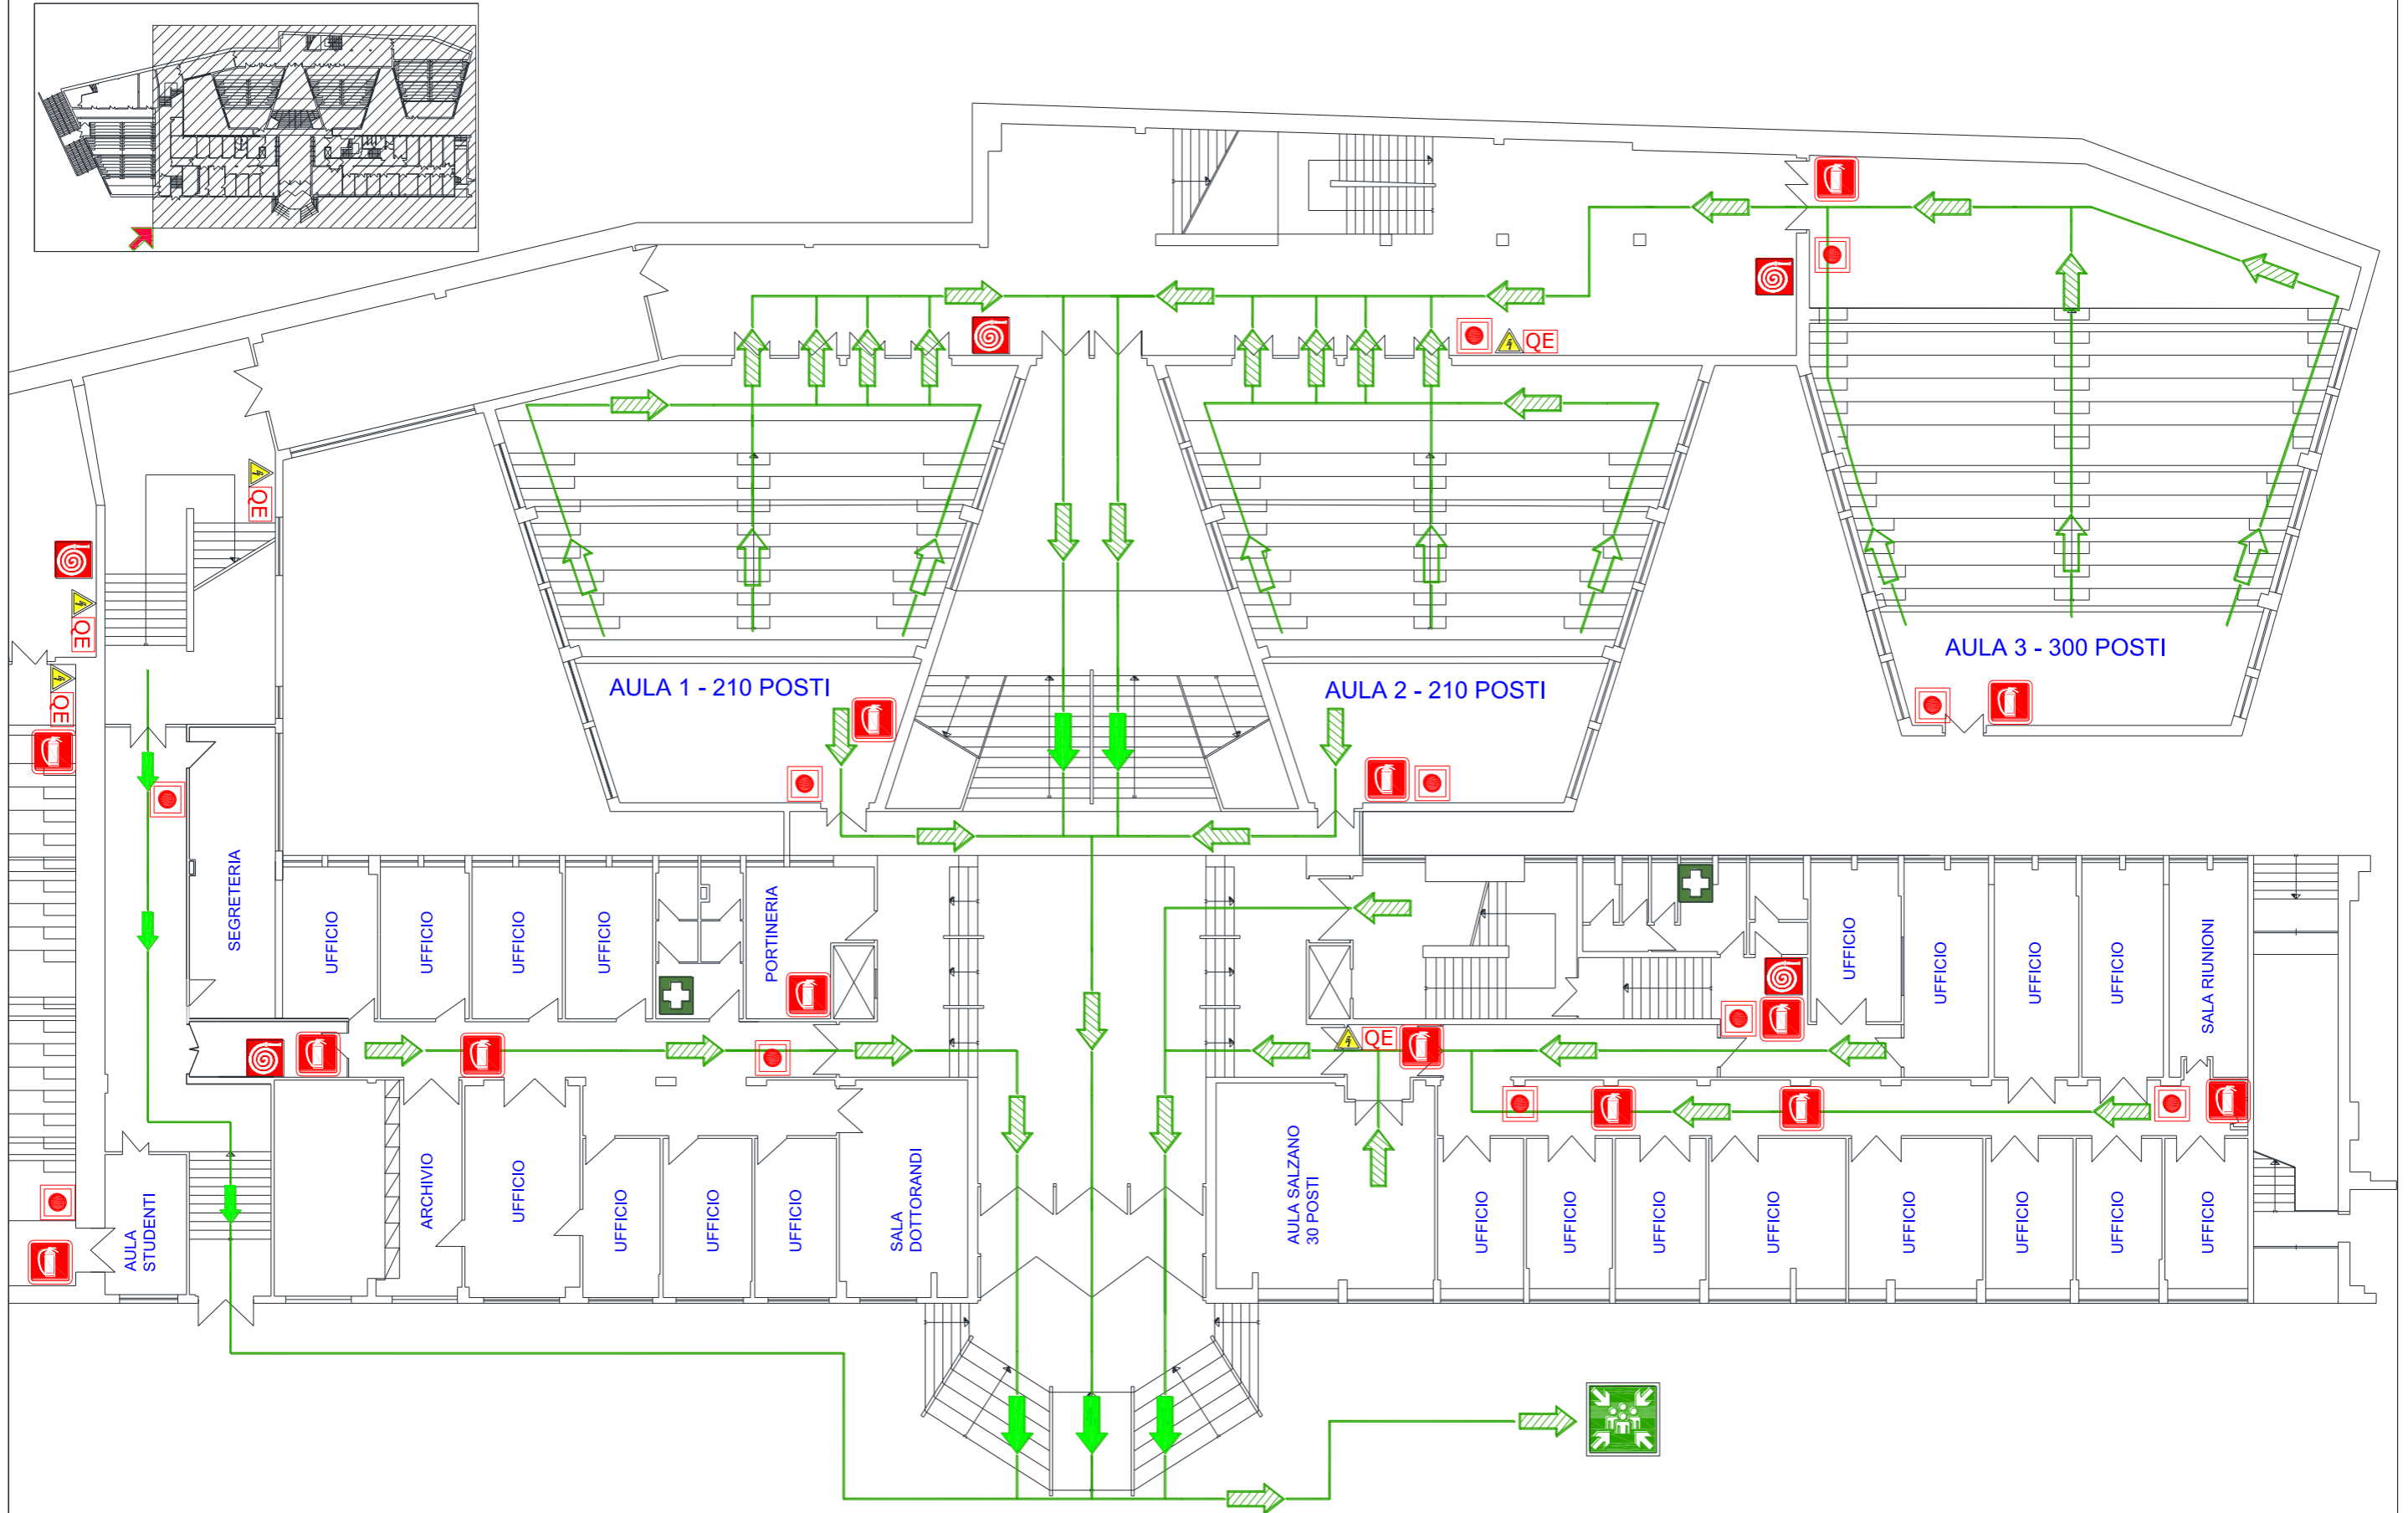 QE
AULA 1 - 210 POSTI
AULA 2 - 210 POSTI
AULA 3 - 300 POSTI
QE
QE
QE
SEGRETERIA
UFFICIO
UFFICIO
UFFICIO
UFFICIO
PORTINERIA
UFFICIO
UFFICIO
UFFICIO
UFFICIO
SALA RIUNIONI
QE
AULA
STUDENTI
ARCHIVIO
UFFICIO
UFFICIO
UFFICIO
UFFICIO
SALA
DOTTORANDI
AULA SALZANO
30 POSTI
UFFICIO
UFFICIO
UFFICIO
UFFICIO
UFFICIO
UFFICIO
UFFICIO
UFFICIO